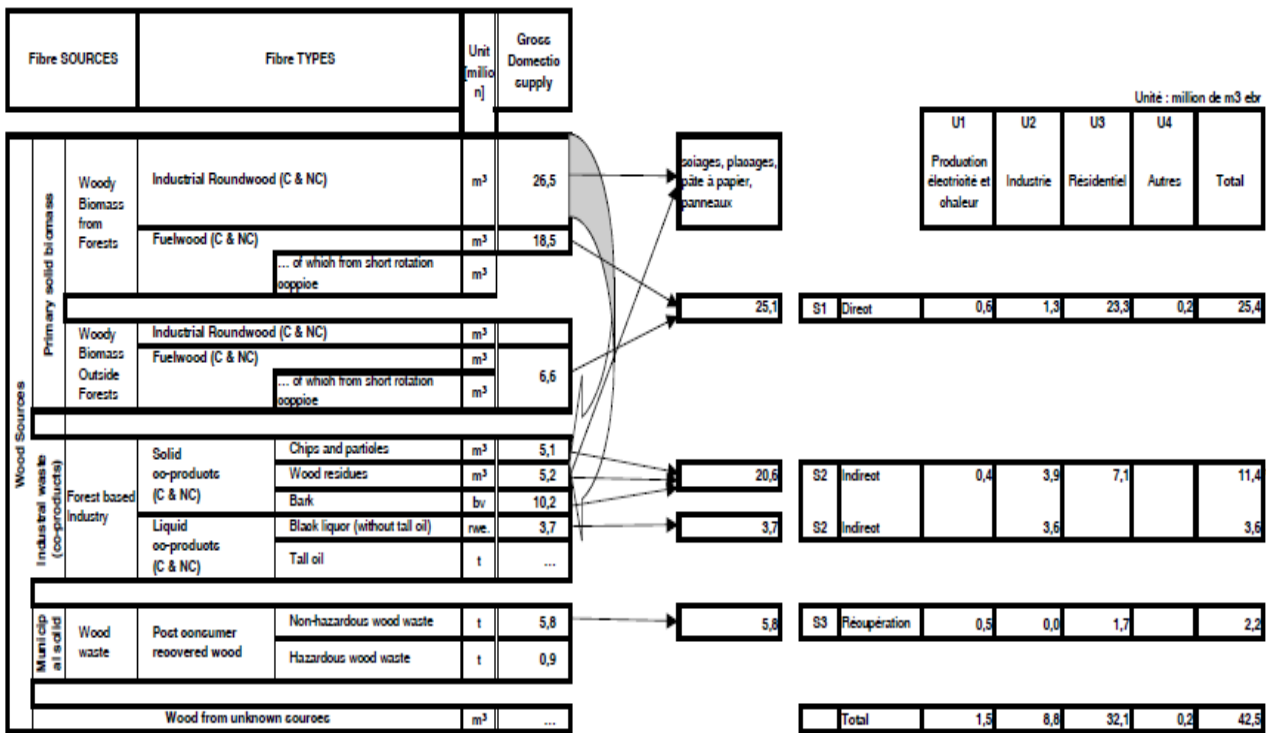 Fibre SOURCES
Fibre TYPES
Unit
[millio
n]
Gross
Domestic
supply
Unité : million de m3 ebr
U1 U2 U3 U4
Production
électricité et
chaleur
Industrie Résidentiel Autres Total
Wood Sources
Primary solid biomass
Woody
Biomass
from
Forests
Industrial Roundwood (C & NC) m³ 26,5
sciages, placages,
pâte à papier,
panneaux
Fuelwood (C & NC) m³ 18,5
... of which from short rotation
coppice
m³
25,1
S1 Direct 0,6 1,3 23,3 0,2 25,4
Woody
Biomass
Outside
Forests
Industrial Roundwood (C & NC) m³
Fuelwood (C & NC) m³
6,6
... of which from short rotation
coppice
m³
Industrial waste
(co-products)
Forest based
Industry
Solid
co-products
(C & NC)
Chips and particles m³ 5,1
Wood residues m³ 5,2
20,6
S2 Indirect 0,4 3,9 7,1 11,4
Bark bv 10,2
Liquid
co-products
(C & NC)
Black liquor (without tall oil) rwe. 3,7
3,7
S2 Indirect 3,6 3,6
Tall oil t ...
Municip
al solid
Wood
waste
Post consumer
recovered wood
Non-hazardous wood waste t 5,8
5,8
S3 Récupération 0,5 0,0 1,7 2,2
Hazardous wood waste t 0,9
Wood from unknown sources m³ ...
Total 1,5 8,8 32,1 0,2 42,5